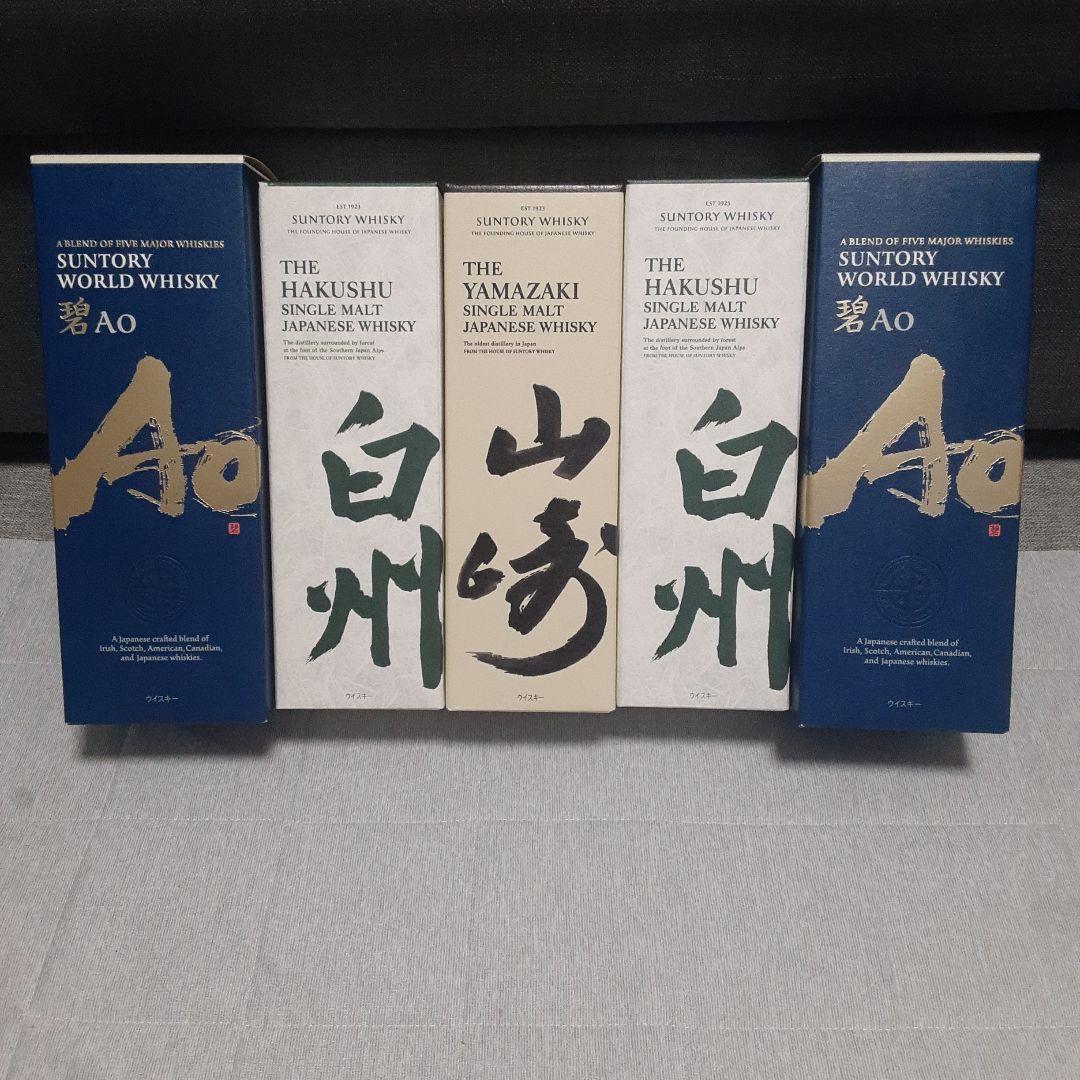 A BLEND OF FIVE MAJOR WHISKIES
SUNTORY
WORLD WHISKY
碧 AO
Ao
碧
A Japanese crafted blend of
Irish, Scotch, American, Canadian,
and Japanese whiskies.
ウイスキー
EST 1923
SUNTORY WHISKY
THE FOUNDING HOUSE OF JAPANESE WHISKY
THE
HAKUSHU
SINGLE MALT
JAPANESE WHISKY
The distillery surrounded by forest
at the foot of the Southern Japan Alps
FROM THE HOUSE OF SUNTORY WHISKY
白
州
ウイスキー
EST 1923
SUNTORY WHISKY
THE FOUNDING HOUSE OF JAPANESE WHISKY
THE
YAMAZAKI
SINGLE MALT
JAPANESE WHISKY
The oldest distillery in Japan
FROM THE HOUSE OF SUNTORY WHISKY
山
崎
ウイスキー
EST 1923
SUNTORY WHISKY
THE FOUNDING HOUSE OF JAPANESE WHISKY
THE
HAKUSHU
SINGLE MALT
JAPANESE WHISKY
The distillery surrounded by forest
at the foot of the Southern Japan Alps
FROM THE HOUSE OF SUNTORY WHISKY
白
州
ウイスキー
A BLEND OF FIVE MAJOR WHISKIES
SUNTORY
WORLD WHISKY
碧 AO
Ao
碧
A Japanese crafted blend of
Irish, Scotch, American, Canadian,
and Japanese whiskies.
ウイスキー